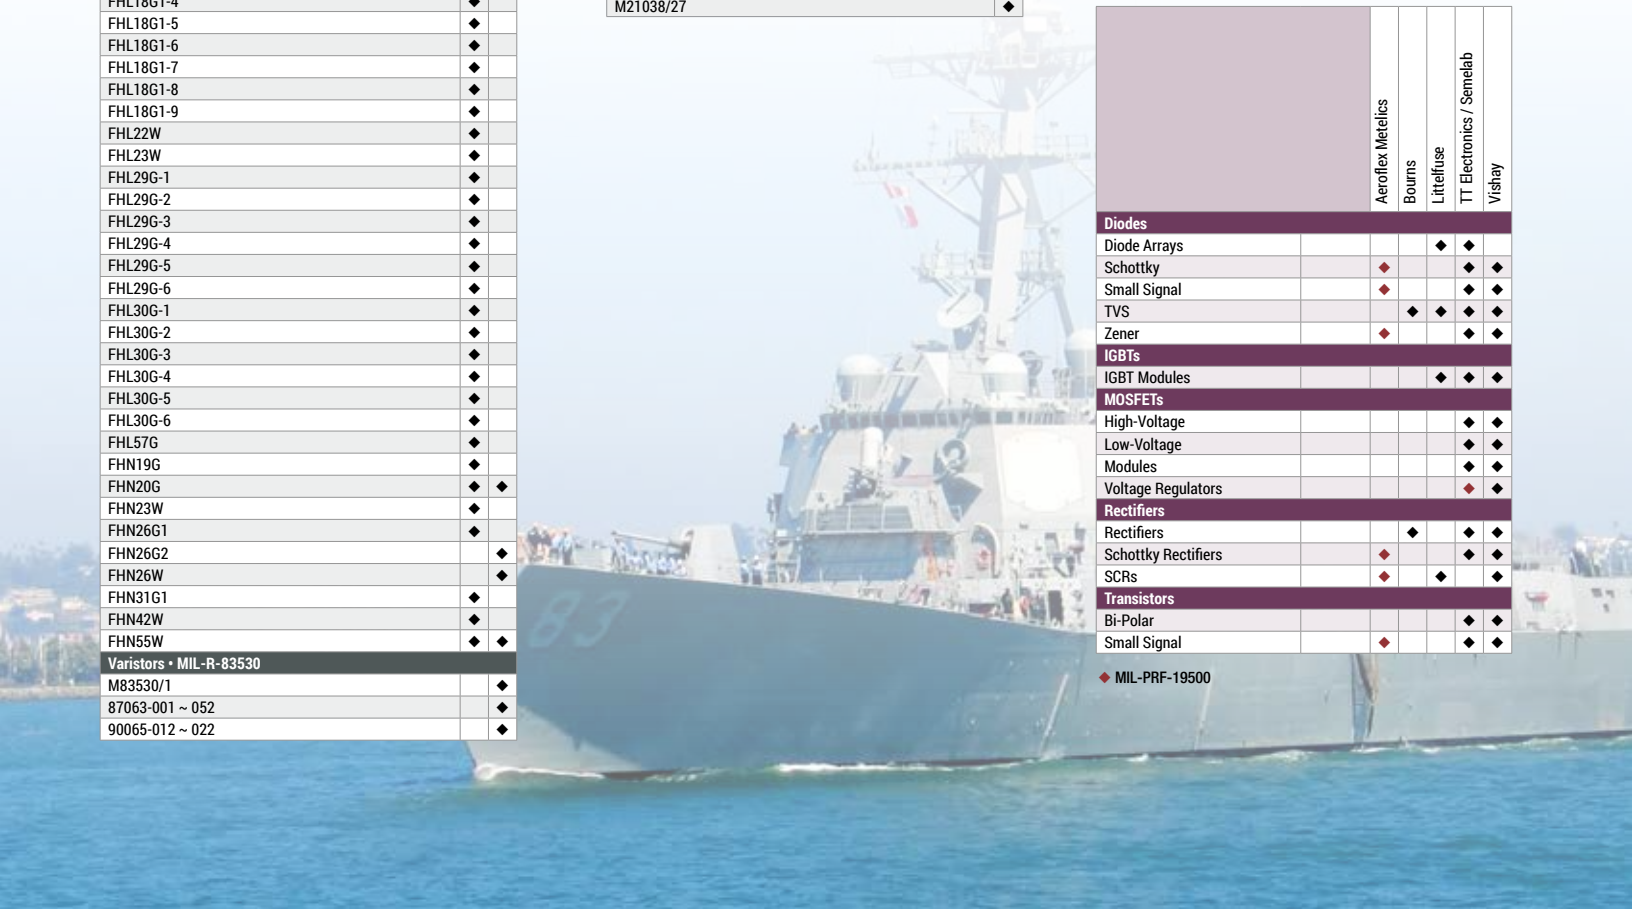 FHL18G1-4 ◆
FHL18G1-5 ◆
FHL18G1-6 ◆
FHL18G1-7 ◆
FHL18G1-8 ◆
FHL18G1-9 ◆
FHL22W ◆
FHL23W ◆
FHL29G-1 ◆
FHL29G-2 ◆
FHL29G-3 ◆
FHL29G-4 ◆
FHL29G-5 ◆
FHL29G-6 ◆
FHL30G-1 ◆
FHL30G-2 ◆
FHL30G-3 ◆
FHL30G-4 ◆
FHL30G-5 ◆
FHL30G-6 ◆
FHL57G ◆
FHN19G ◆
FHN20G ◆ ◆
FHN23W ◆
FHN26G1 ◆
FHN26G2 ◆
FHN26W ◆
FHN31G1 ◆
FHN42W ◆
FHN55W ◆ ◆
Varistors • MIL-R-83530
M83530/1 ◆
87063-001 ~ 052 ◆
90065-012 ~ 022 ◆
M21038/27 ◆
83
Aeroflex Metelics
Bourns
Littelfuse
TT Electronics / Semelab
Vishay
Diodes
Diode Arrays ◆ ◆
Schottky ◆ ◆ ◆
Small Signal ◆ ◆ ◆
TVS ◆ ◆ ◆ ◆
Zener ◆ ◆ ◆
IGBTs
IGBT Modules ◆ ◆ ◆
MOSFETs
High-Voltage ◆ ◆
Low-Voltage ◆ ◆
Modules ◆ ◆
Voltage Regulators ◆ ◆
Rectifiers
Rectifiers ◆ ◆ ◆
Schottky Rectifiers ◆ ◆ ◆
SCRs ◆ ◆ ◆
Transistors
Bi-Polar ◆ ◆
Small Signal ◆ ◆ ◆
◆ MIL-PRF-19500